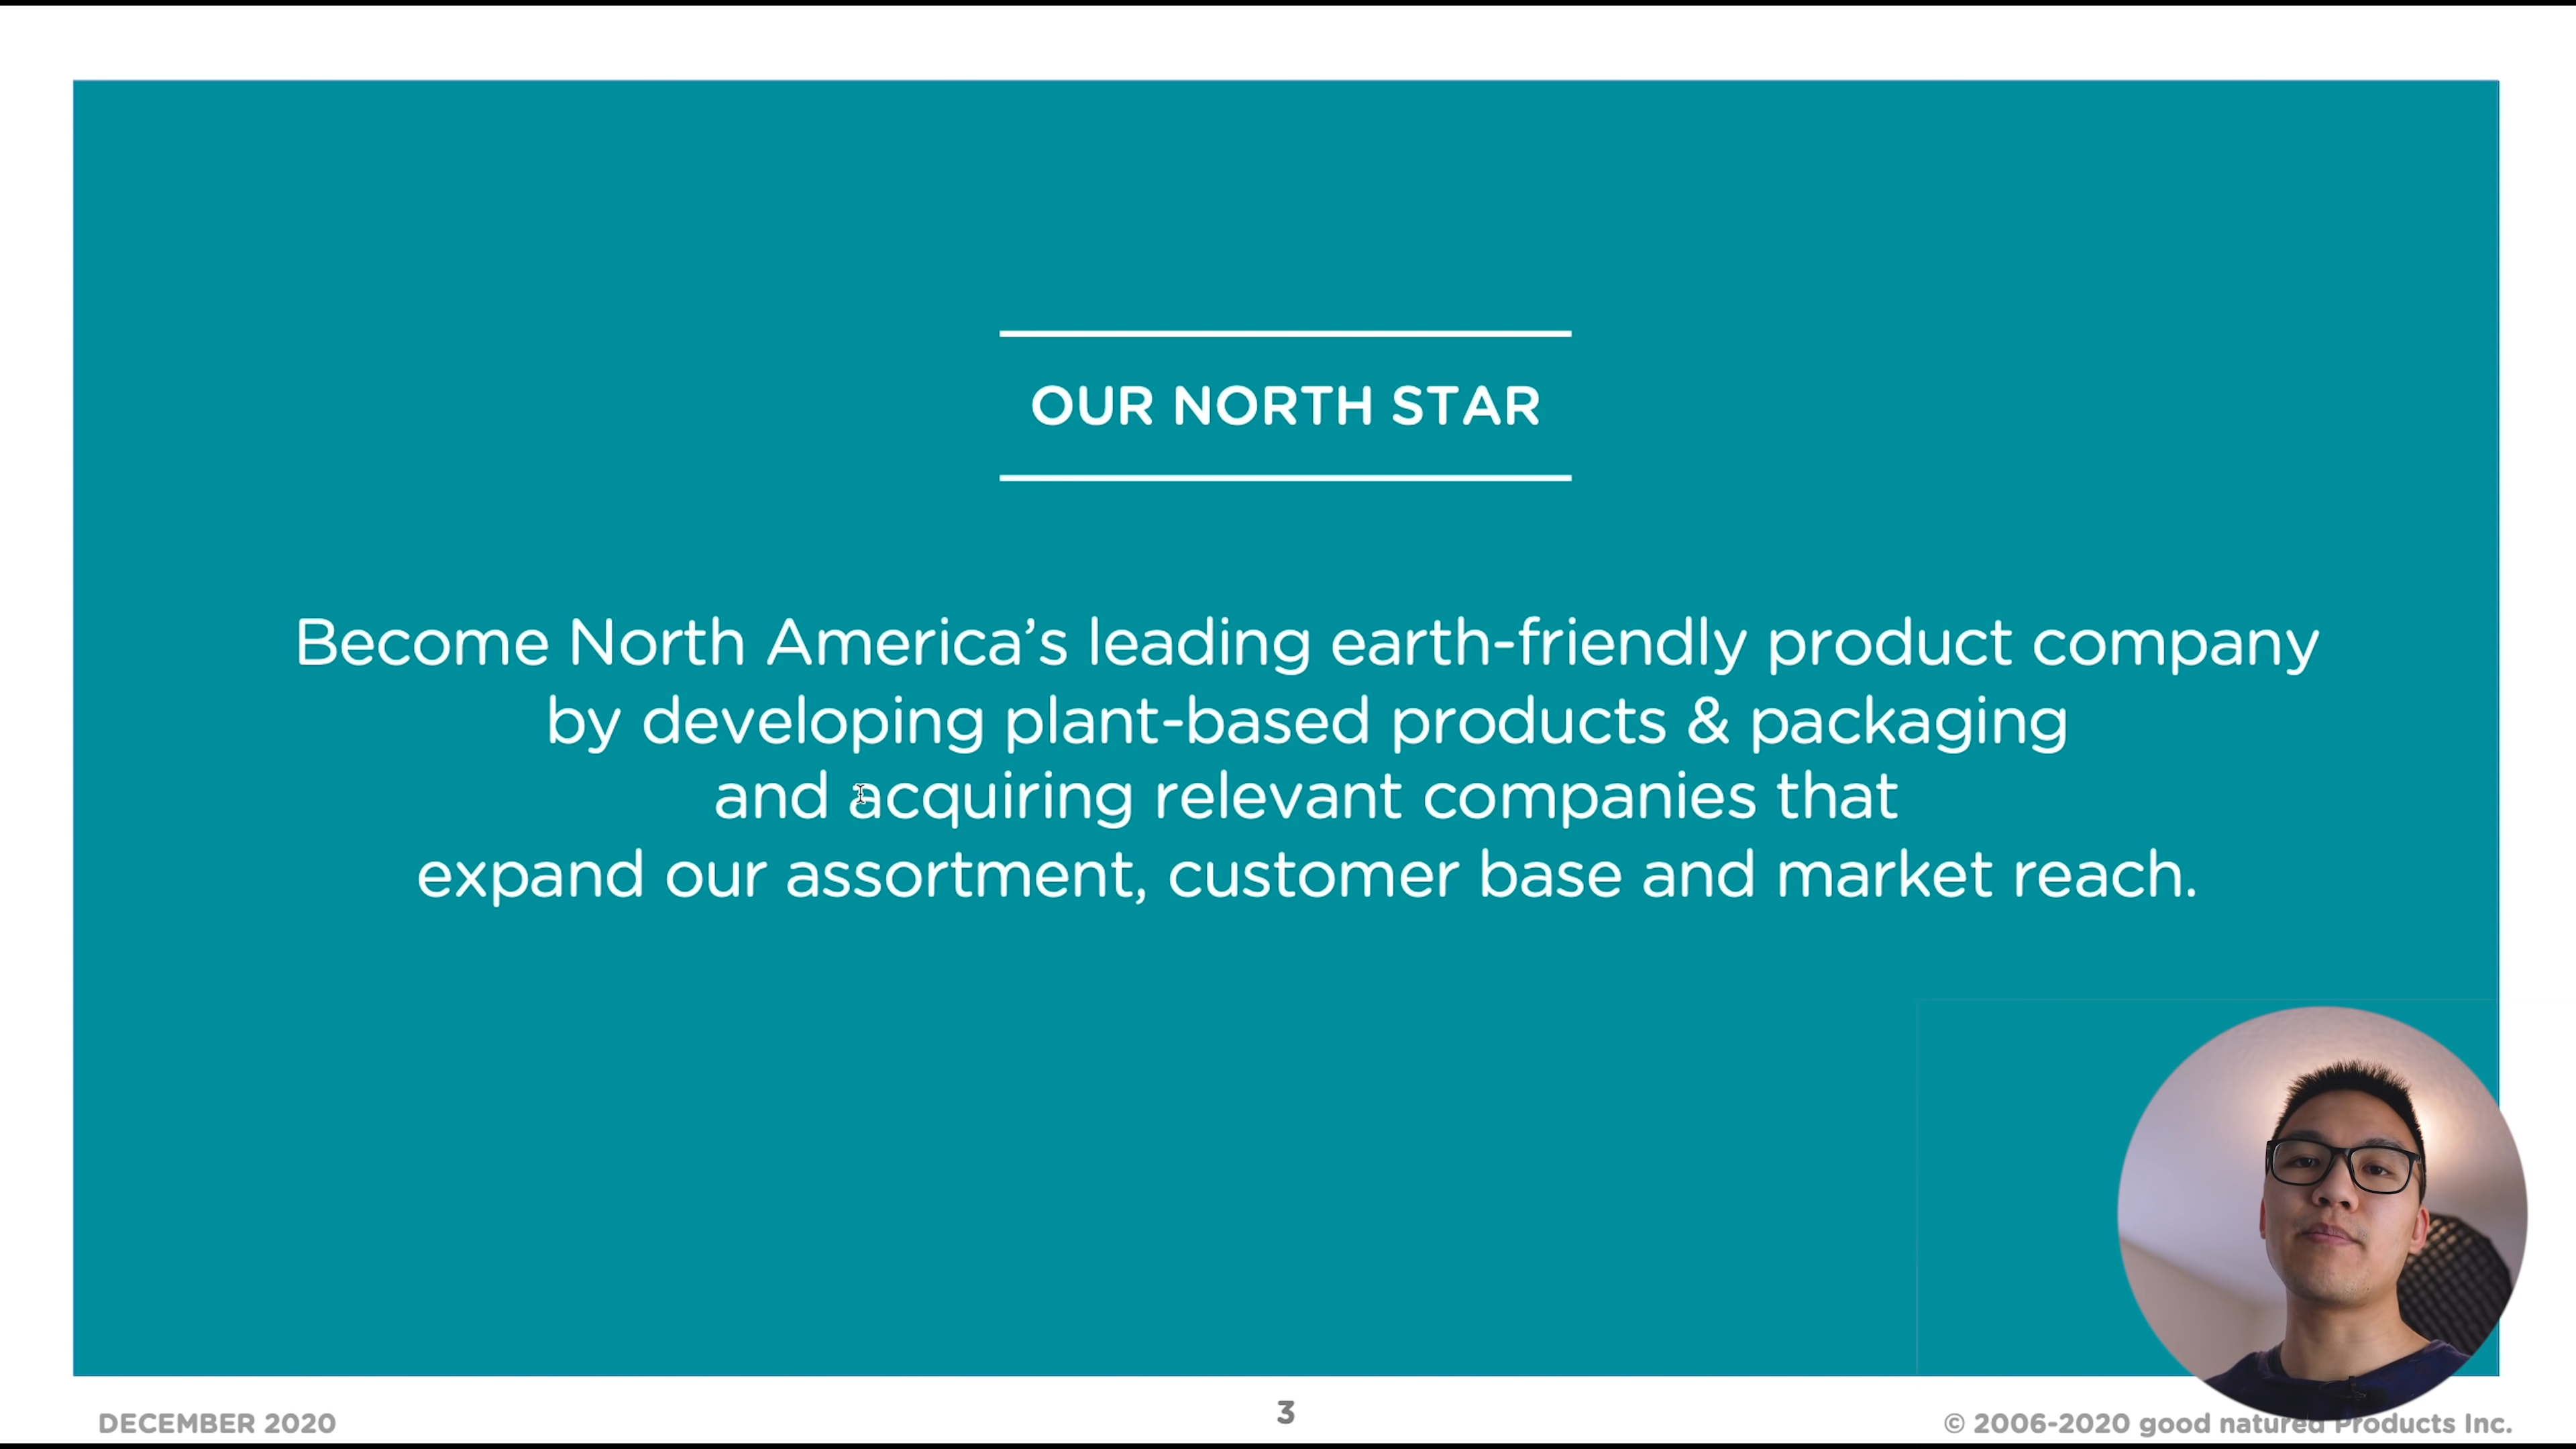 OUR NORTH STAR
Become North America’s leading earth-friendly product company
by developing plant-based products & packaging
and acquiring relevant companies that
expand our assortment, customer base and market reach.
DECEMBER 2020
3
© 2006-2020 good natured Products Inc.